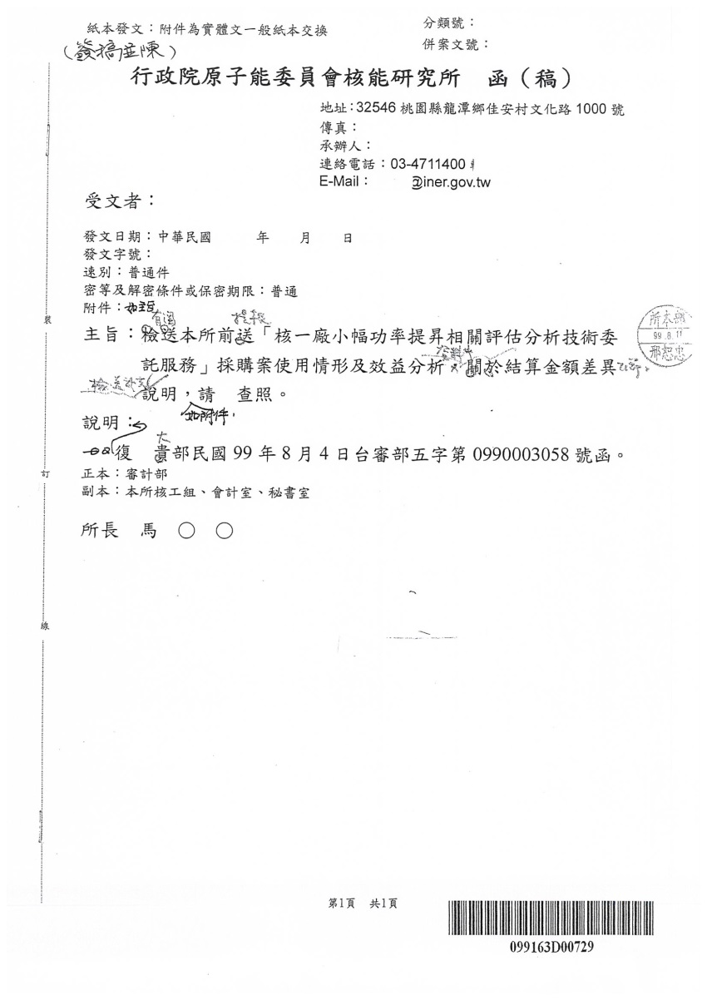 紙本發文：附件為實體文一般紙本交換
分類號：
（簽稿並陳）
併案文號：
行政院原子能委員會核能研究所　函（稿）
地址：32546 桃園縣龍潭鄉佳安村文化路 1000 號
傳真：
承辦人：
連絡電話：03-4711400
E-Mail：　　@iner.gov.tw
受文者：
發文日期：中華民國　　年　　月　　日
發文字號：
速別：普通件
密等及解密條件或保密期限：普通
附件：如主旨
有關
提報
所本部
99.8.11
邢恕忠
主旨：檢送本所前送「核一廠小幅功率提昇相關評估分析技術委
資料中
託服務」採購案使用情形及效益分析，關於結算金額差異
檢送補充
說明，請　查照。
如附件，
說明：
大
一、復　貴部民國 99 年 8 月 4 日台審部五字第 0990003058 號函。
正本：審計部
副本：本所核工組、會計室、秘書室
所長　馬　○　○
裝
訂
線
第1頁　共1頁
099163D00729